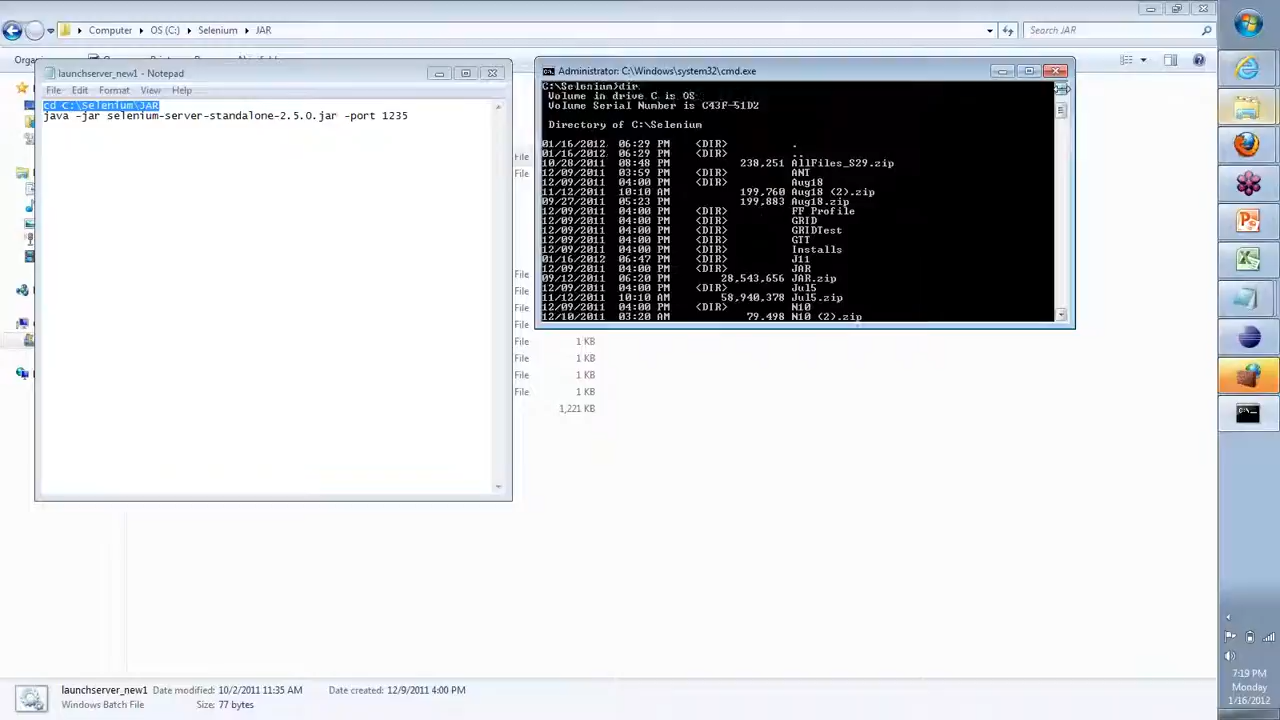 Computer
OS (C:)
Selenium
JAR
Search JAR
Orga
launchserver_new1 - Notepad
File Edit Format View Help
cd C:\Selenium\JAR
java -jar selenium-server-standalone-2.5.0.jar -port 1235
Administrator: C:\Windows\system32\cmd.exe
C:\Selenium>dir
Volume in drive C is OS
Volume Serial Number is C43F-51D2
Directory of C:\Selenium
01/16/2012 06:29 PM <DIR> .
01/16/2012 06:29 PM <DIR> ..
10/28/2011 08:48 PM 238,251 AllFiles_S29.zip
12/09/2011 03:59 PM <DIR> ANT
12/09/2011 04:00 PM <DIR> Aug18
11/12/2011 10:10 AM 199,760 Aug18 (2).zip
09/27/2011 05:23 PM 199,883 Aug18.zip
12/09/2011 04:00 PM <DIR> FF Profile
12/09/2011 04:00 PM <DIR> GRID
12/09/2011 04:00 PM <DIR> GRIDTest
12/09/2011 04:00 PM <DIR> GTT
12/09/2011 04:00 PM <DIR> Installs
01/16/2012 06:47 PM <DIR> J11
12/09/2011 04:00 PM <DIR> JAR
09/12/2011 06:20 PM 28,543,656 JAR.zip
12/09/2011 04:00 PM <DIR> Jul5
11/12/2011 10:10 AM 58,940,378 Jul5.zip
12/09/2011 04:00 PM <DIR> N10
12/10/2011 03:20 AM 79,498 N10 (2).zip
File
File
File
File
File
File
File 1 KB
File 1 KB
File 1 KB
File 1 KB
1,221 KB
launchserver_new1 Date modified: 10/2/2011 11:35 AM Date created: 12/9/2011 4:00 PM
Windows Batch File Size: 77 bytes
7:19 PM
Monday
1/16/2012